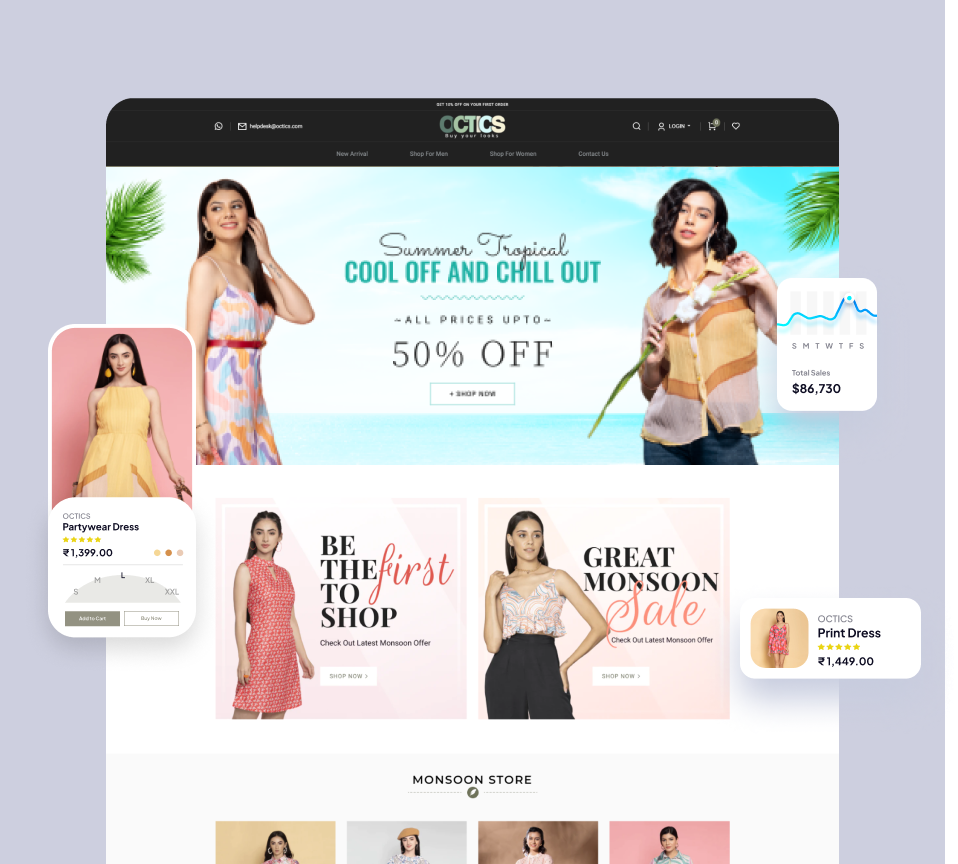 GET 10% OFF ON YOUR FIRST ORDER
helpdesk@octics.com
OCTICS
Buy your looks
LOGIN
0
New Arrival
Shop For Man
Shop For Woman
Contact Us
Summer Tropical
COOL OFF AND CHILL OUT
~ALL PRICES UPTO~
50% OFF
+ SHOP NOW
S M T W T F S
Total Sales
$86,730
OCTICS
Partywear Dress
₹1,399.00
S M L XL XXL
Add to Cart
Buy Now
BE
THE first
TO
SHOP
Check Out Latest Monsoon Offer
SHOP NOW >
GREAT
MONSOON
Sale
Check Out Latest Monsoon Offer
SHOP NOW >
OCTICS
Print Dress
₹1,449.00
MONSOON STORE